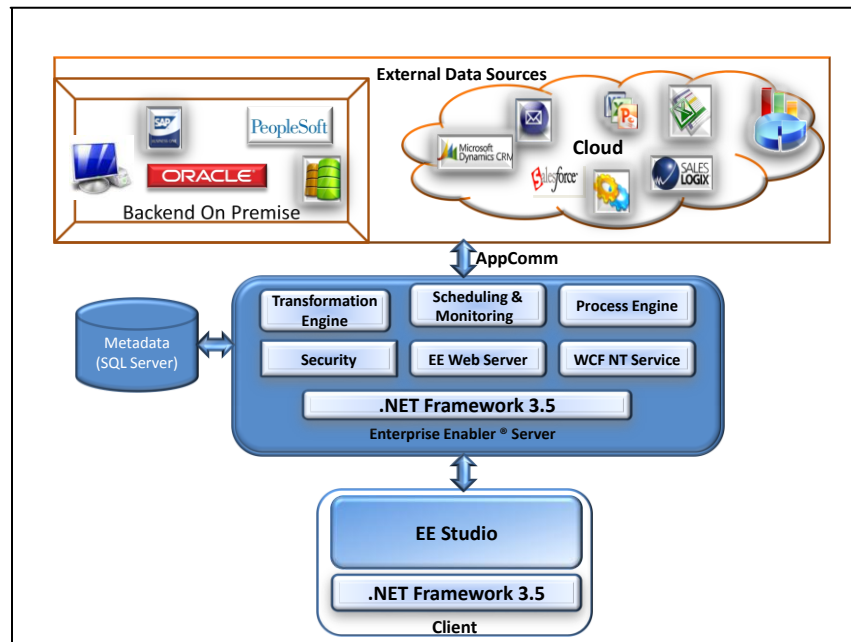 External Data Sources
SAP
PeopleSoft
ORACLE
Backend On Premise
Cloud
Microsoft
Dynamics CRM
salesforce
SALES
LOGIX
AppComm
Metadata
(SQL Server)
Transformation
Engine
Scheduling &
Monitoring
Process Engine
Security
EE Web Server
WCF NT Service
.NET Framework 3.5
Enterprise Enabler ® Server
EE Studio
.NET Framework 3.5
Client